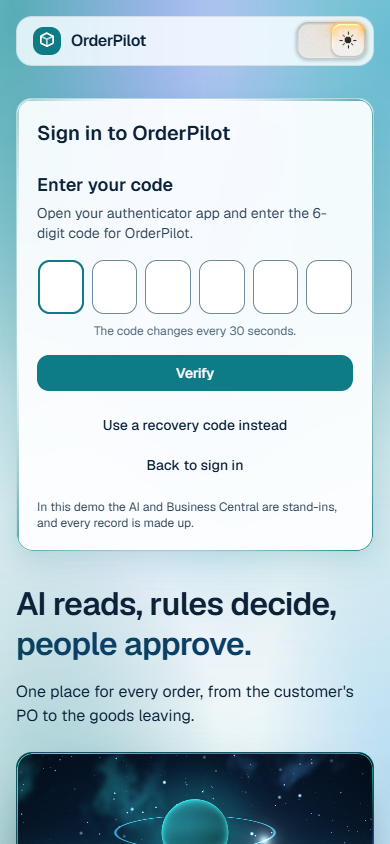 OrderPilot
Sign in to OrderPilot
Enter your code
Open your authenticator app and enter the 6-
digit code for OrderPilot.
The code changes every 30 seconds.
Verify
Use a recovery code instead
Back to sign in
In this demo the AI and Business Central are stand-ins,
and every record is made up.
AI reads, rules decide,
people approve.
One place for every order, from the customer's
PO to the goods leaving.